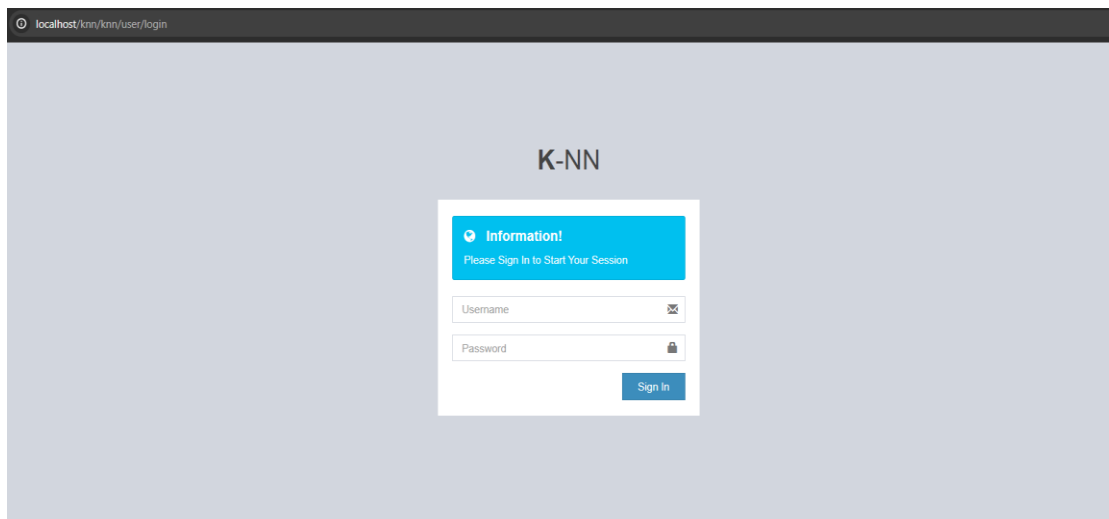 localhost/knn/knn/user/login
K-NN
Information!
Please Sign In to Start Your Session
Username
Password
Sign In